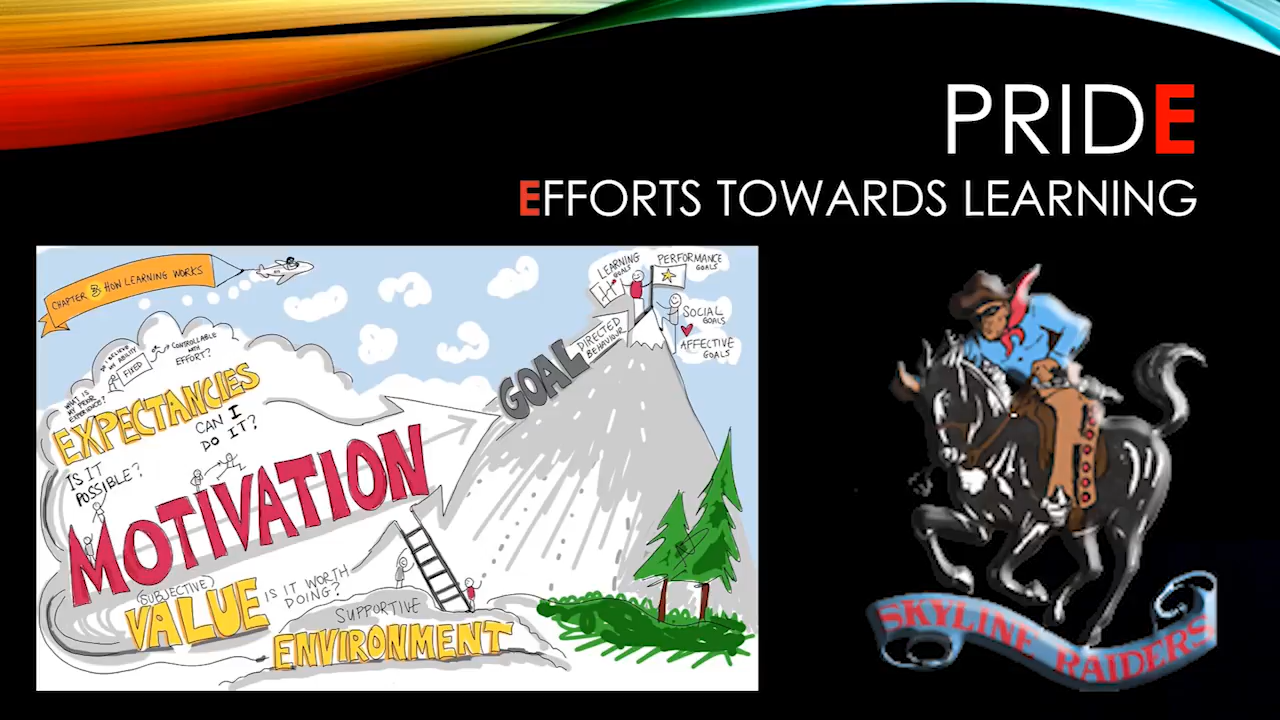 PRIDE
EFFORTS TOWARDS LEARNING
CHAPTER 3 HOW LEARNING WORKS
LEARNING
GOALS
PERFORMANCE
GOALS
SOCIAL
GOALS
AFFECTIVE
GOALS
DIRECTED
BEHAVIOUR
GOAL
DO I BELIEVE
MY ABILITY
IS
FIXED
CONTROLLABLE
WITH
EFFORT?
WHAT IS
MY PRIOR
EXPERIENCE?
EXPECTANCIES
CAN I
DO IT?
IS IT
POSSIBLE?
MOTIVATION
(SUBJECTIVE)
VALUE
IS IT WORTH
DOING?
SUPPORTIVE
ENVIRONMENT
SKYLINE RAIDERS